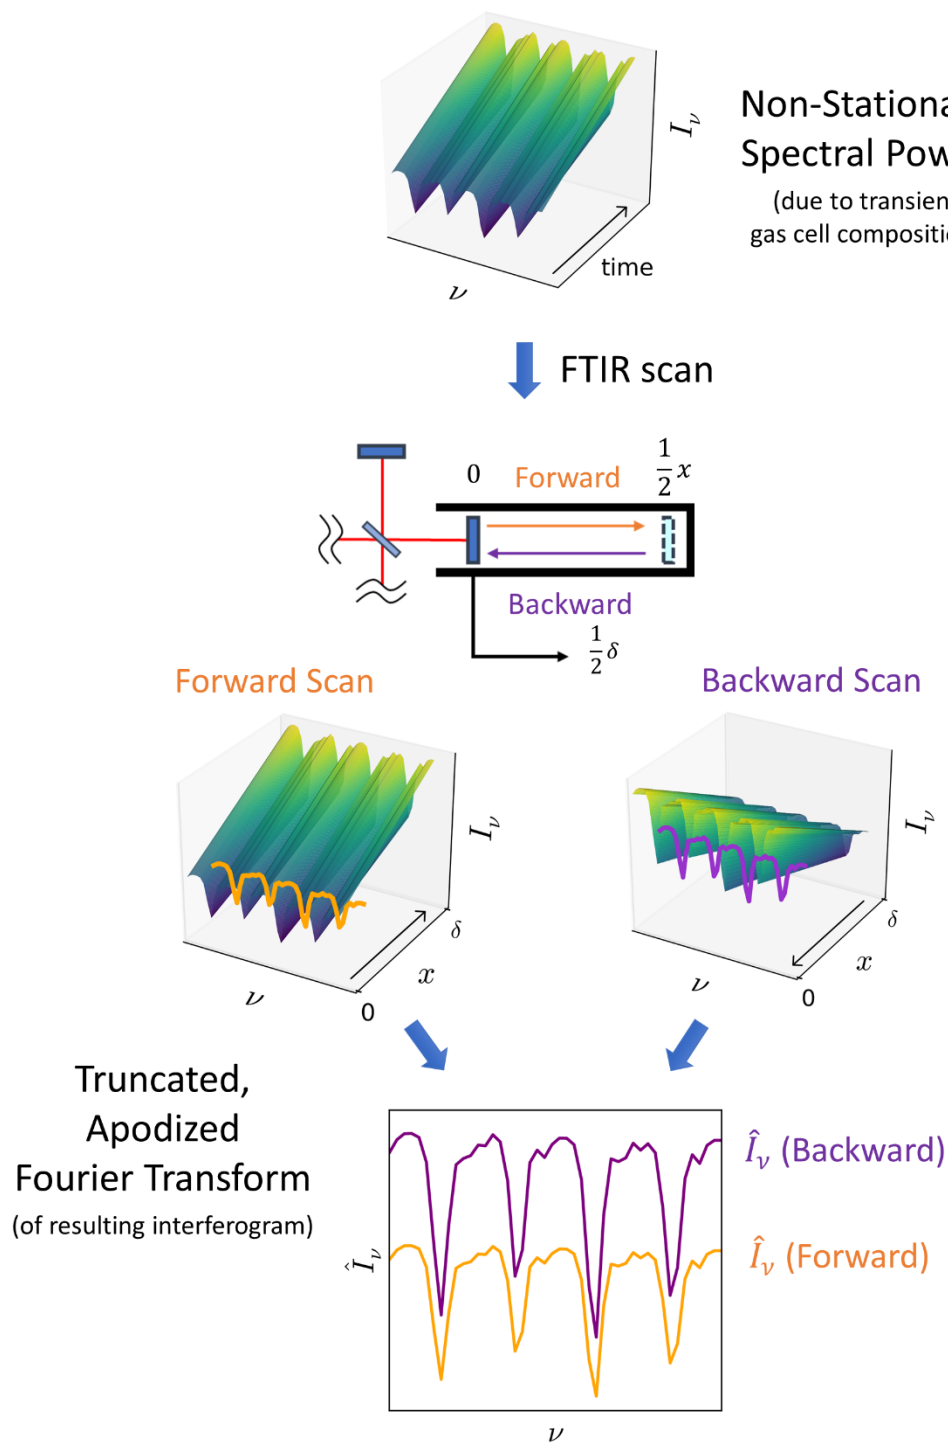 I_ν
Non-Stationa
Spectral Pow
(due to transien
gas cell compositio
time
ν
FTIR scan
0
Forward
1/2 x
Backward
1/2 δ
Forward Scan
Backward Scan
I_ν
I_ν
δ
δ
x
x
ν
ν
0
0
Truncated,
Apodized
Fourier Transform
(of resulting interferogram)
Î_ν (Backward)
Î_ν (Forward)
Î_ν
ν